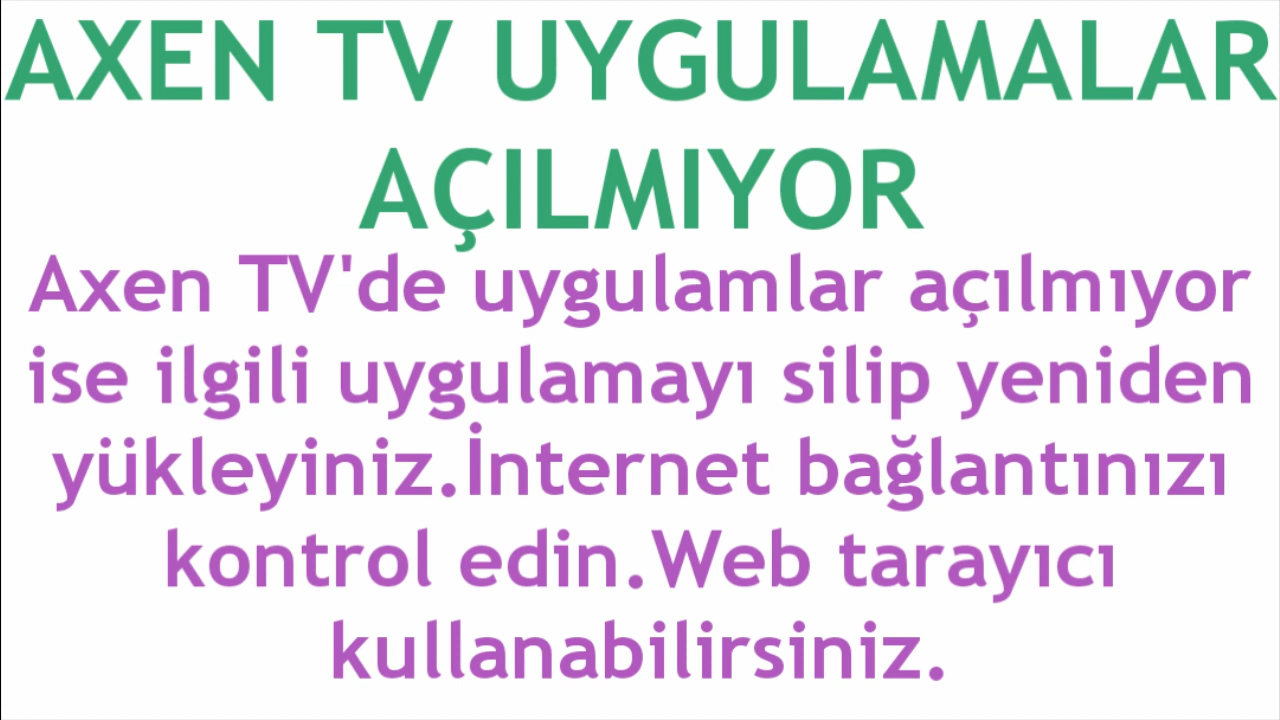 AXEN TV UYGULAMALAR
AÇILMIYOR
Axen TV'de uygulamlar açılmıyor
ise ilgili uygulamayı silip yeniden
yükleyiniz.İnternet bağlantınızı
kontrol edin.Web tarayıcı
kullanabilirsiniz.